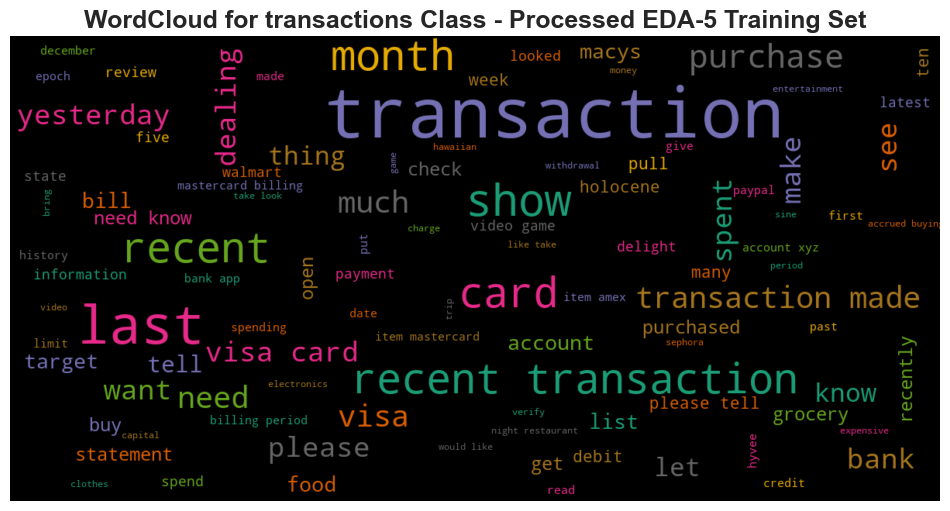 WordCloud for transactions Class - Processed EDA-5 Training Set
december
epoch
review
made
dealing
month
looked
macys
money
purchase
ten
week
entertainment
latest
yesterday
five
transaction
see
thing
hawaiian
give
make
state
walmart
game
check
withdrawal
pull
mastercard billing
take look
bring
bill
need know
much
show
holocene
spent
paypal
sine
first
accrued buying
charge
video game
history
recent
put
like take
delight
account xyz
information
bank app
open
payment
many
period
video
last
date
trip
card
item amex
transaction made
limit
spending
item mastercard
purchased
past
target
tell
visa card
account
sephora
recently
want
need
electronics
recent transaction
know
buy
capital
billing period
visa
verify
list
please tell
grocery
statement
please
night restaurant
would like
expensive
hyvee
clothes
spend
food
get
debit
let
bank
read
credit